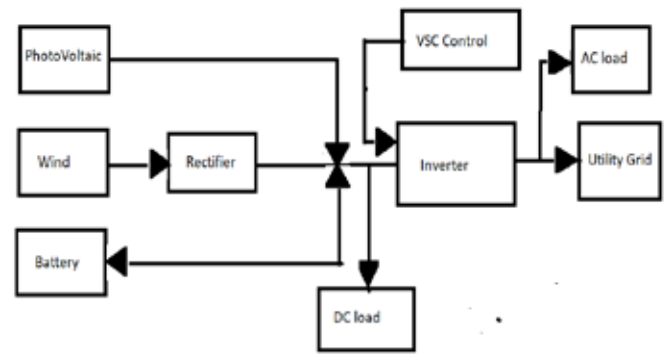 PhotoVoltaic
VSC Control
AC load
Wind
Rectifier
Inverter
Utility Grid
Battery
DC load